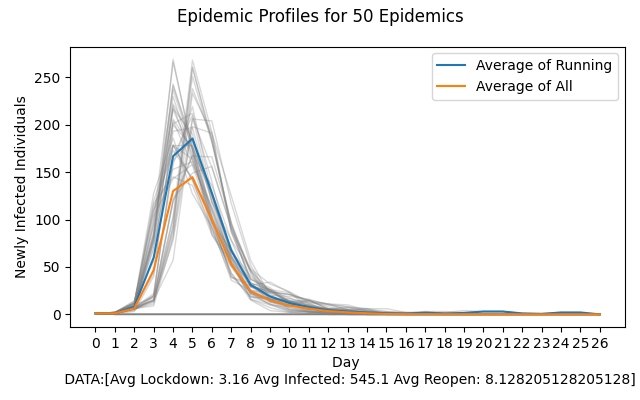 Epidemic Profiles for 50 Epidemics
Average of Running
Average of All
Newly Infected Individuals
250
200
150
100
50
0
0 1 2 3 4 5 6 7 8 9 10 11 12 13 14 15 16 17 18 19 20 21 22 23 24 25 26
Day
DATA:[Avg Lockdown: 3.16 Avg Infected: 545.1 Avg Reopen: 8.128205128205128]